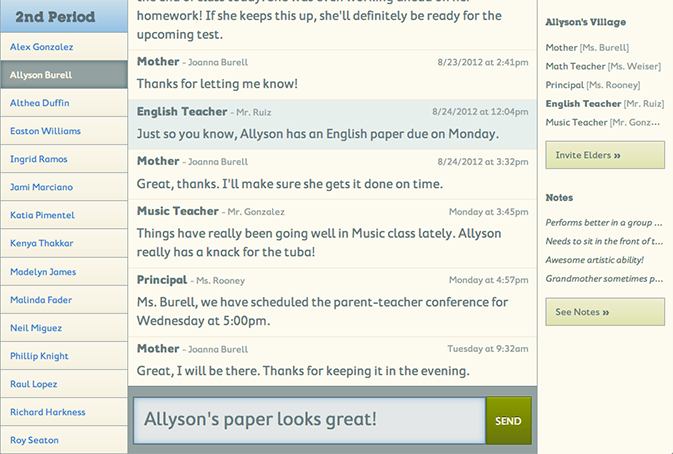 2nd Period
Alex Gonzalez
Allyson Burell
Althea Duffin
Easton Williams
Ingrid Ramos
Jami Marciano
Katia Pimentel
Kenya Thakkar
Madelyn James
Malinda Fader
Neil Miguez
Phillip Knight
Raul Lopez
Richard Harkness
Roy Seaton
homework! If she keeps this up, she'll definitely be ready for the
upcoming test.
Mother - Joanna Burell 8/23/2012 at 2:41pm
Thanks for letting me know!
English Teacher - Mr. Ruiz 8/24/2012 at 12:04pm
Just so you know, Allyson has an English paper due on Monday.
Mother - Joanna Burell 8/24/2012 at 3:32pm
Great, thanks. I'll make sure she gets it done on time.
Music Teacher - Mr. Gonzalez Monday at 3:45pm
Things have really been going well in Music class lately. Allyson
really has a knack for the tuba!
Principal - Ms. Rooney Monday at 4:57pm
Ms. Burell, we have scheduled the parent-teacher conference for
Wednesday at 5:00pm.
Mother - Joanna Burell Tuesday at 9:32am
Great, I will be there. Thanks for keeping it in the evening.
Allyson's paper looks great!
SEND
Allyson's Village
Mother [Ms. Burell]
Math Teacher [Ms. Weiser]
Principal [Ms. Rooney]
English Teacher [Mr. Ruiz]
Music Teacher [Mr. Gonz...
Invite Elders »
Notes
Performs better in a group ...
Needs to sit in the front of t...
Awesome artistic ability!
Grandmother sometimes p...
See Notes »